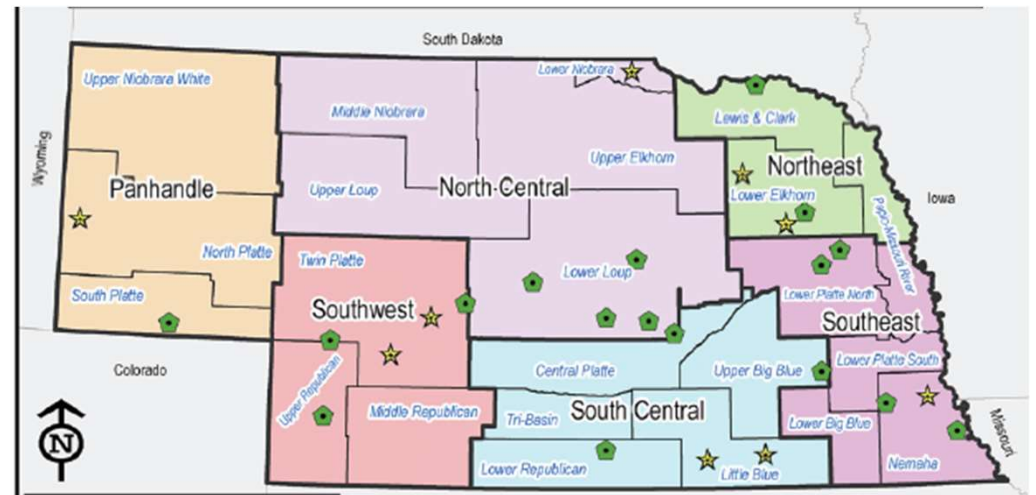 South Dakota
Lower Niobrara
Upper Niobrara White
Middle Niobrara
Lewis & Clark
Wyoming
Upper Elkhorn
Northeast
Panhandle
Upper Loup
North Central
Lower Elkhorn
Iowa
Papio-Missouri River
North Platte
Twin Platte
Lower Loup
South Platte
Lower Platte North
Southwest
Southeast
Colorado
Central Platte
Upper Big Blue
Lower Platte South
Upper Republican
Middle Republican
Tri-Basin
South Central
Lower Big Blue
Missouri
N
Lower Republican
Little Blue
Nemaha